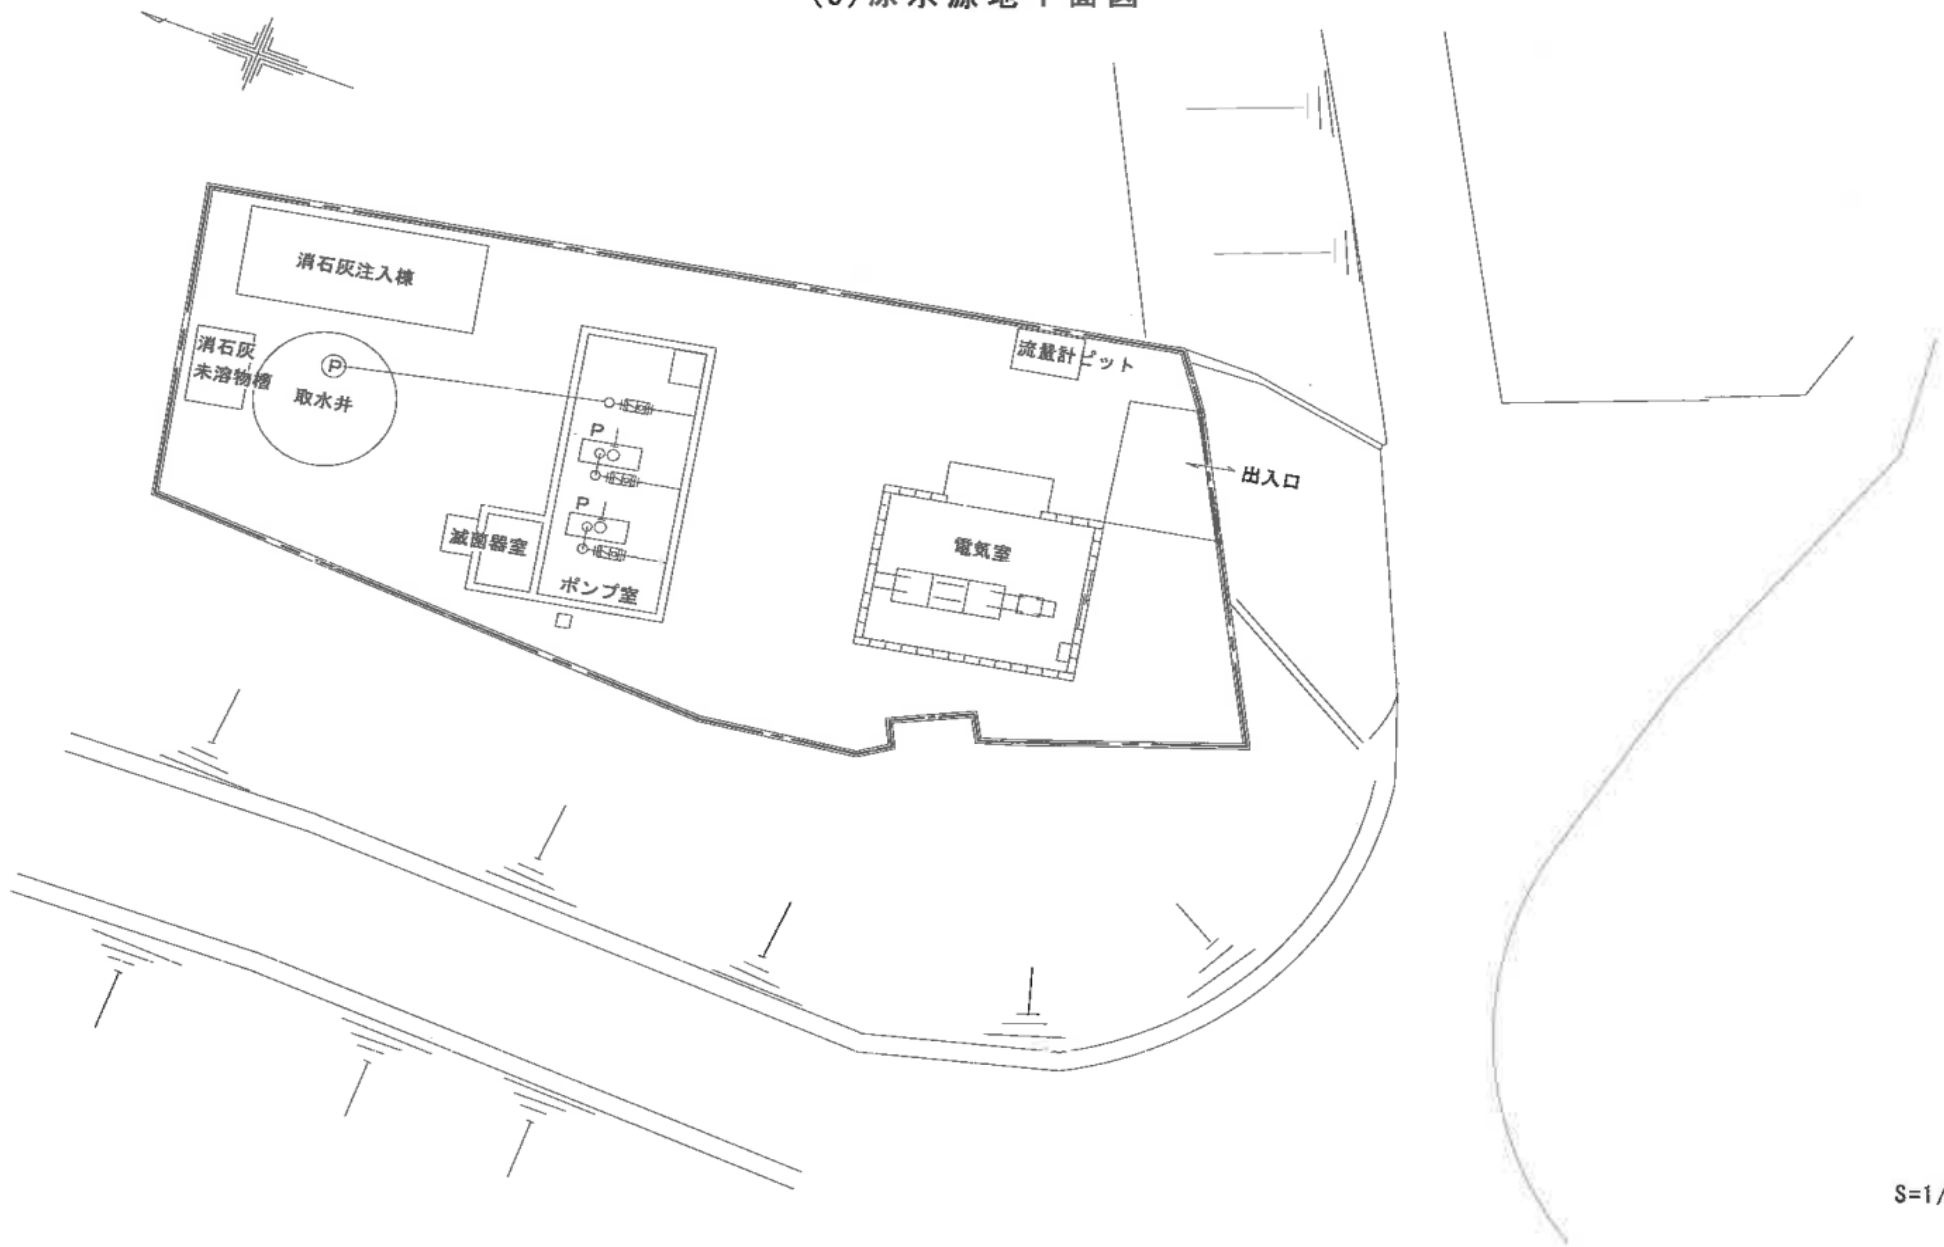 消石灰注入棟
消石灰
未溶物槽
P
取水井
流量計ピット
出入口
P
P
滅菌器室
ポンプ室
電気室
S=1/